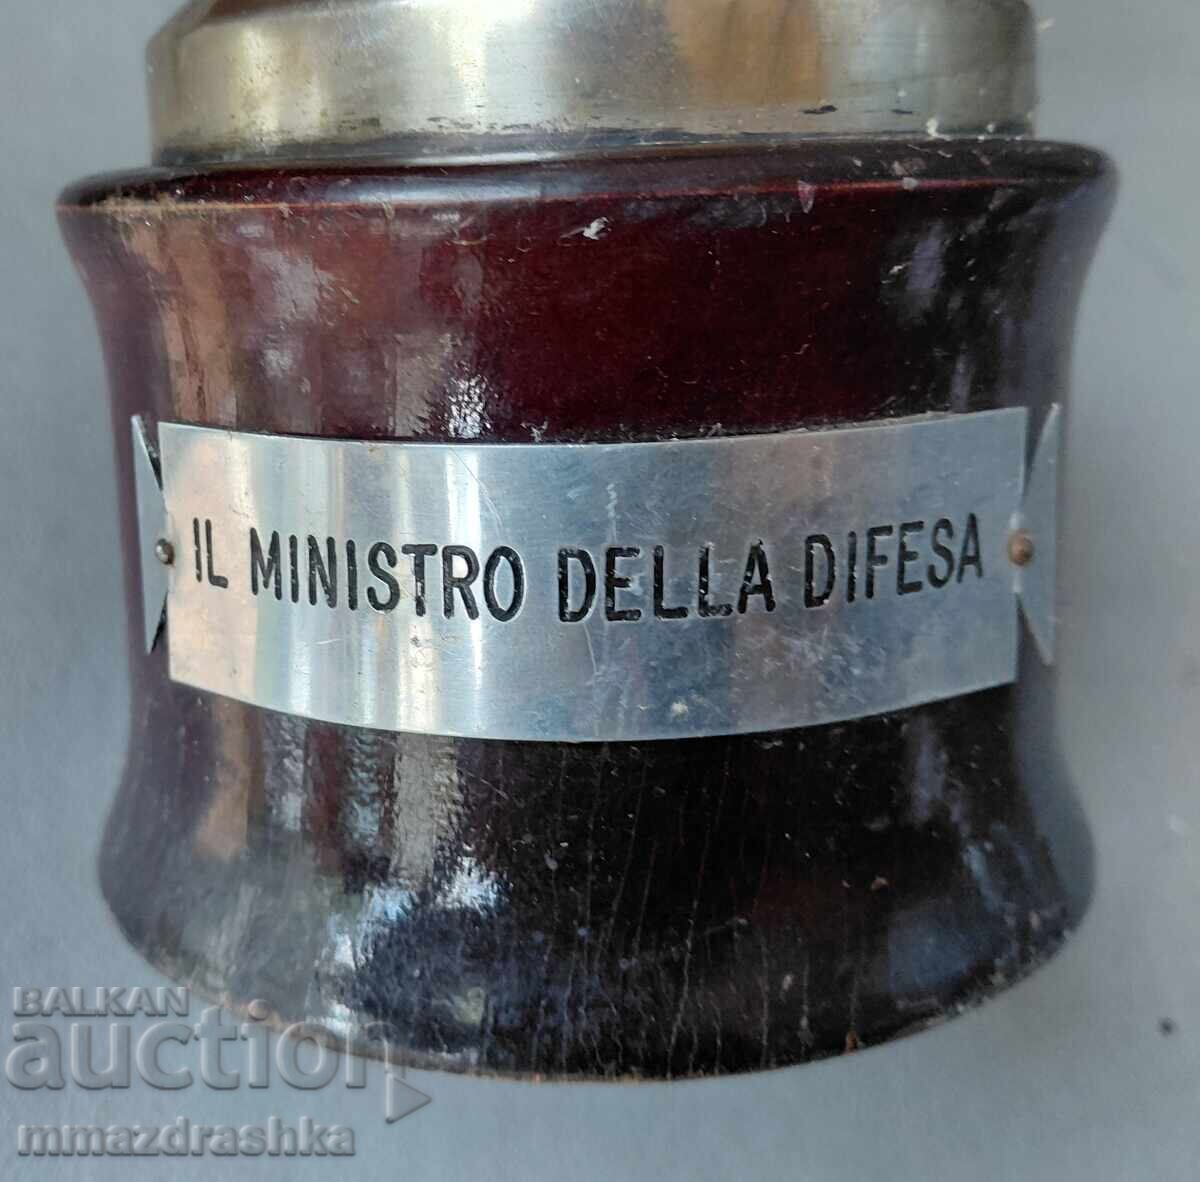 IL MINISTRO DELLA DIFESA
BALKAN
auction
mmazdrashka